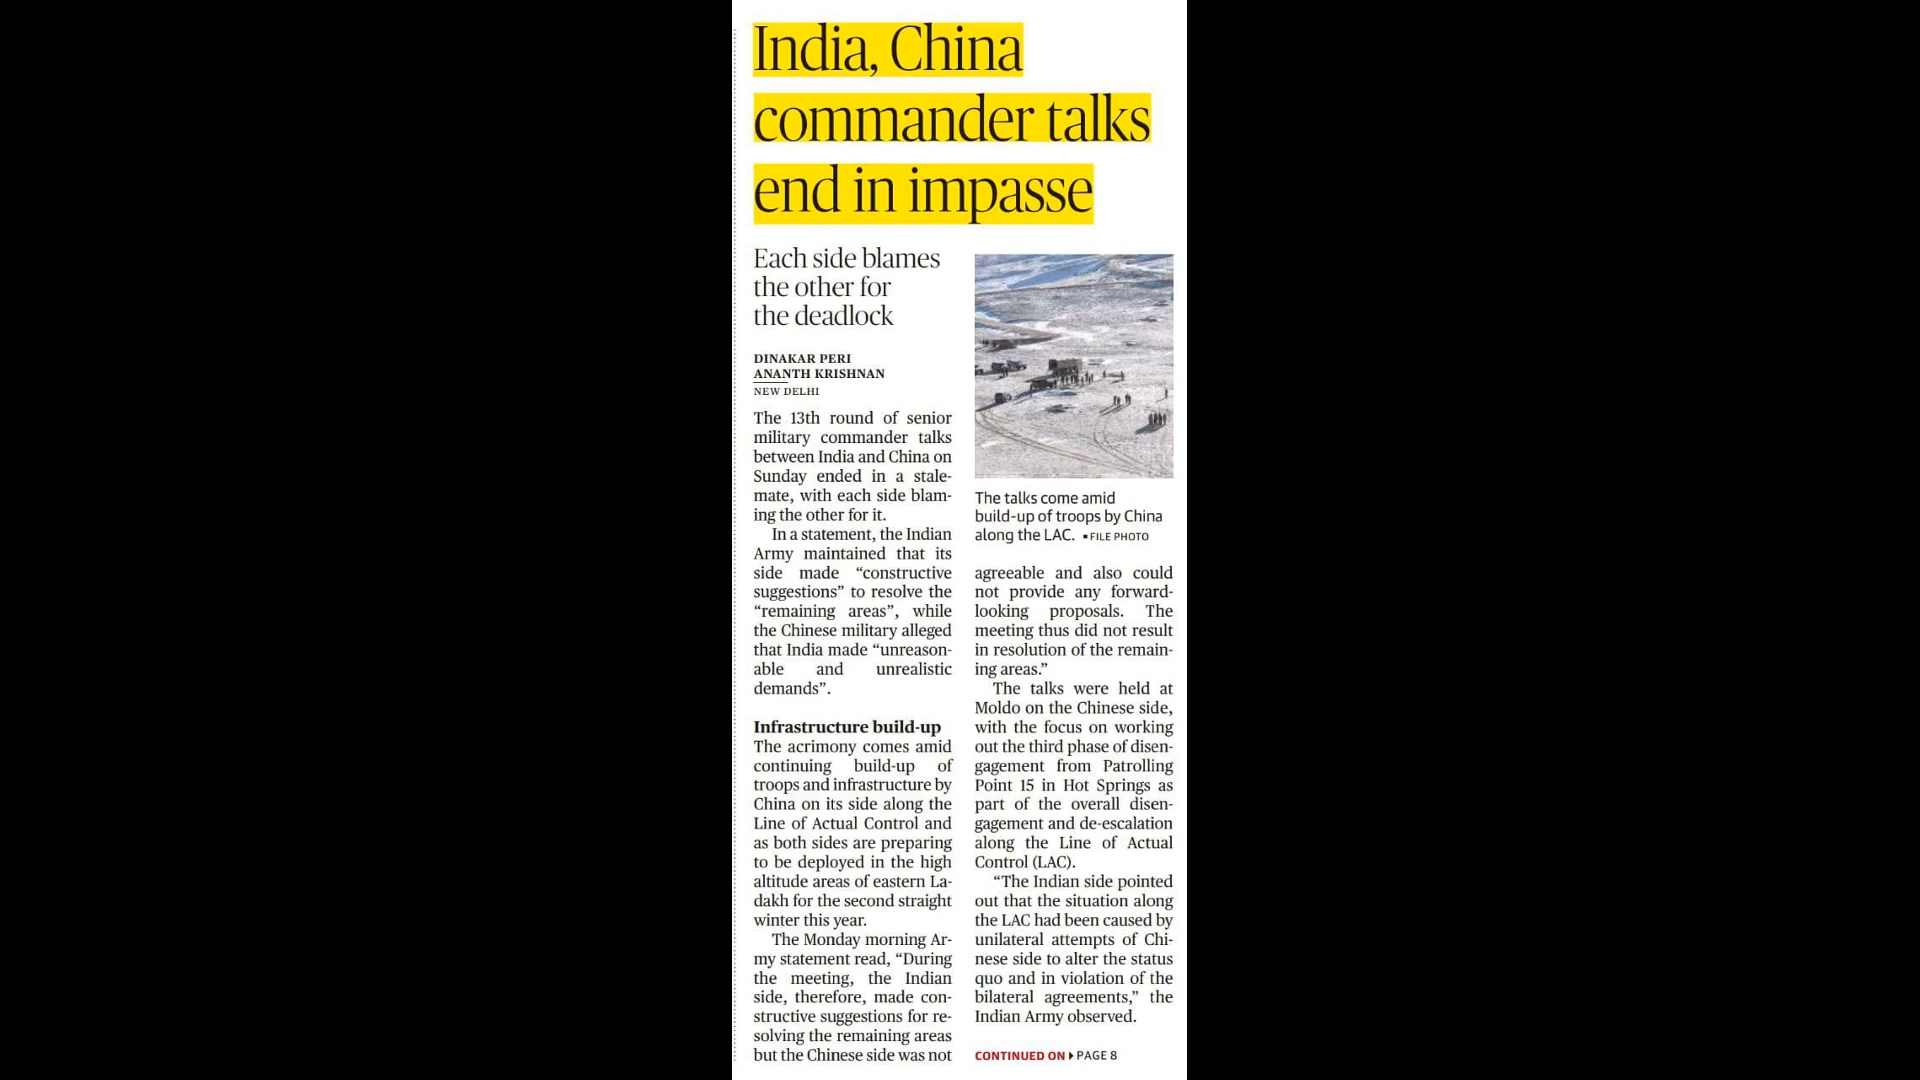 India, China
commander talks
end in impasse
Each side blames
the other for
the deadlock
DINAKAR PERI
ANANTH KRISHNAN
NEW DELHI
The 13th round of senior
military commander talks
between India and China on
Sunday ended in a stale-
mate, with each side blam-
ing the other for it.
In a statement, the Indian
Army maintained that its
side made “constructive
suggestions” to resolve the
“remaining areas”, while
the Chinese military alleged
that India made “unreason-
able and unrealistic
demands”.
Infrastructure build-up
The acrimony comes amid
continuing build-up of
troops and infrastructure by
China on its side along the
Line of Actual Control and
as both sides are preparing
to be deployed in the high
altitude areas of eastern La-
dakh for the second straight
winter this year.
The Monday morning Ar-
my statement read, “During
the meeting, the Indian
side, therefore, made con-
structive suggestions for re-
solving the remaining areas
but the Chinese side was not
The talks come amid
build-up of troops by China
along the LAC. ▪ FILE PHOTO
agreeable and also could
not provide any forward-
looking proposals. The
meeting thus did not result
in resolution of the remain-
ing areas.”
The talks were held at
Moldo on the Chinese side,
with the focus on working
out the third phase of disen-
gagement from Patrolling
Point 15 in Hot Springs as
part of the overall disen-
gagement and de-escalation
along the Line of Actual
Control (LAC).
“The Indian side pointed
out that the situation along
the LAC had been caused by
unilateral attempts of Chi-
nese side to alter the status
quo and in violation of the
bilateral agreements,” the
Indian Army observed.
CONTINUED ON ▸ PAGE 8